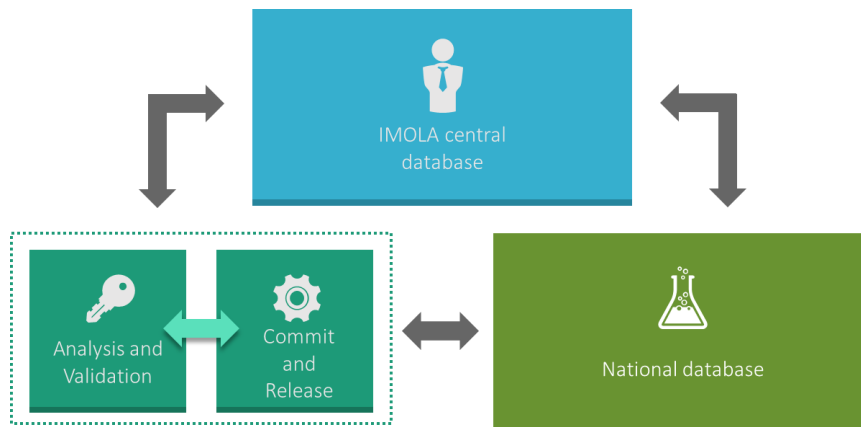 IMOLA central
database
Analysis and
Validation
Commit
and
Release
National database